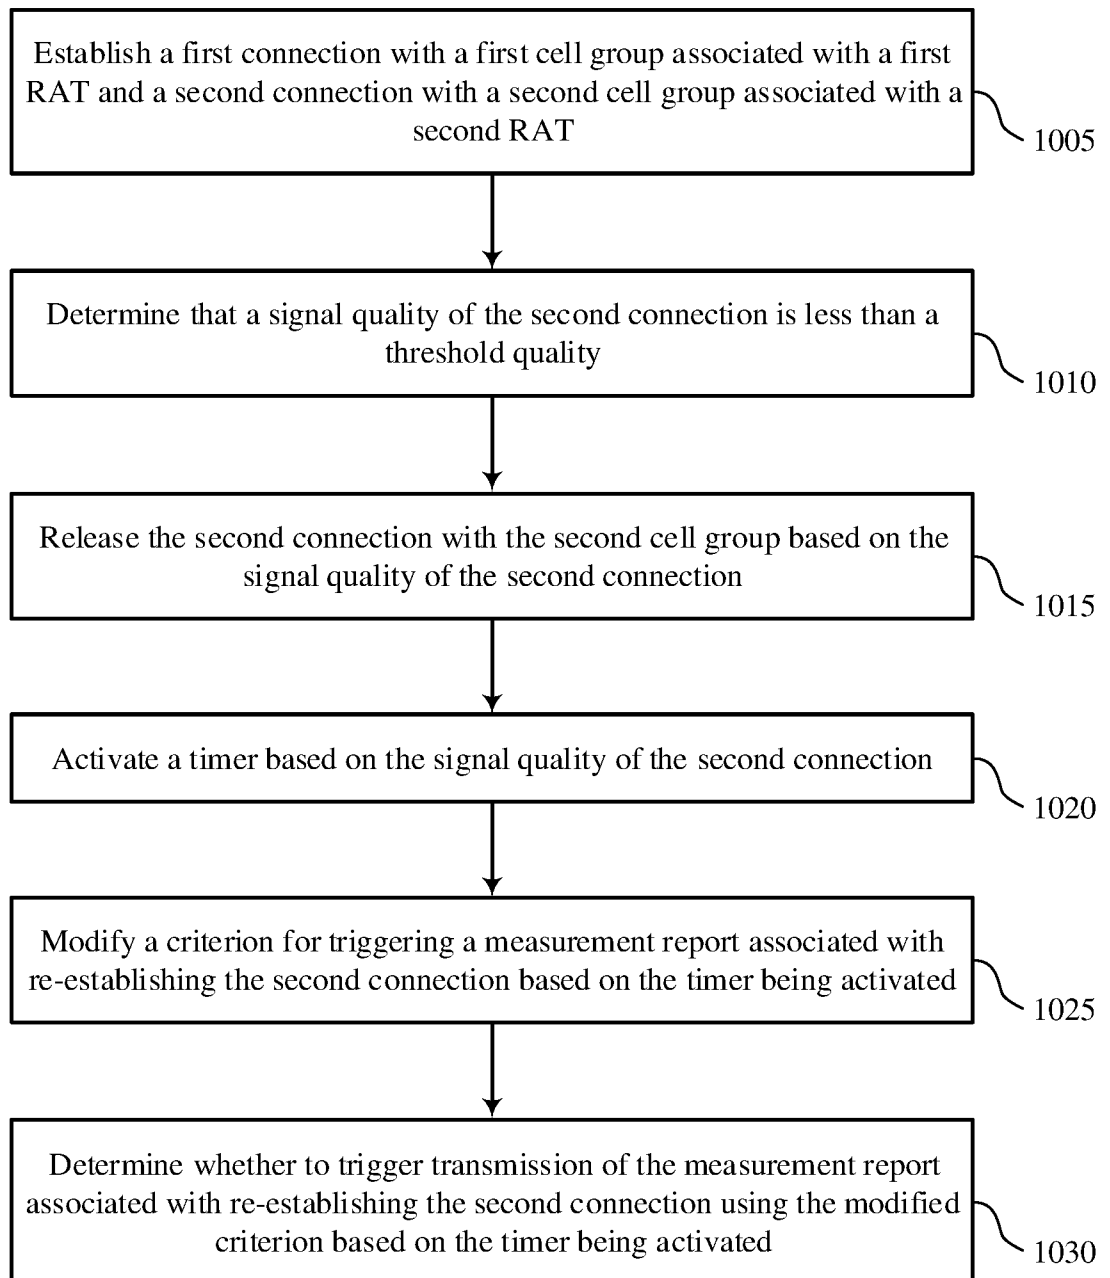 Establish a first connection with a first cell group associated with a first
RAT and a second connection with a second cell group associated with a
second RAT
1005
Determine that a signal quality of the second connection is less than a
threshold quality
1010
Release the second connection with the second cell group based on the
signal quality of the second connection
1015
Activate a timer based on the signal quality of the second connection
1020
Modify a criterion for triggering a measurement report associated with
re-establishing the second connection based on the timer being activated
1025
Determine whether to trigger transmission of the measurement report
associated with re-establishing the second connection using the modified
criterion based on the timer being activated
1030